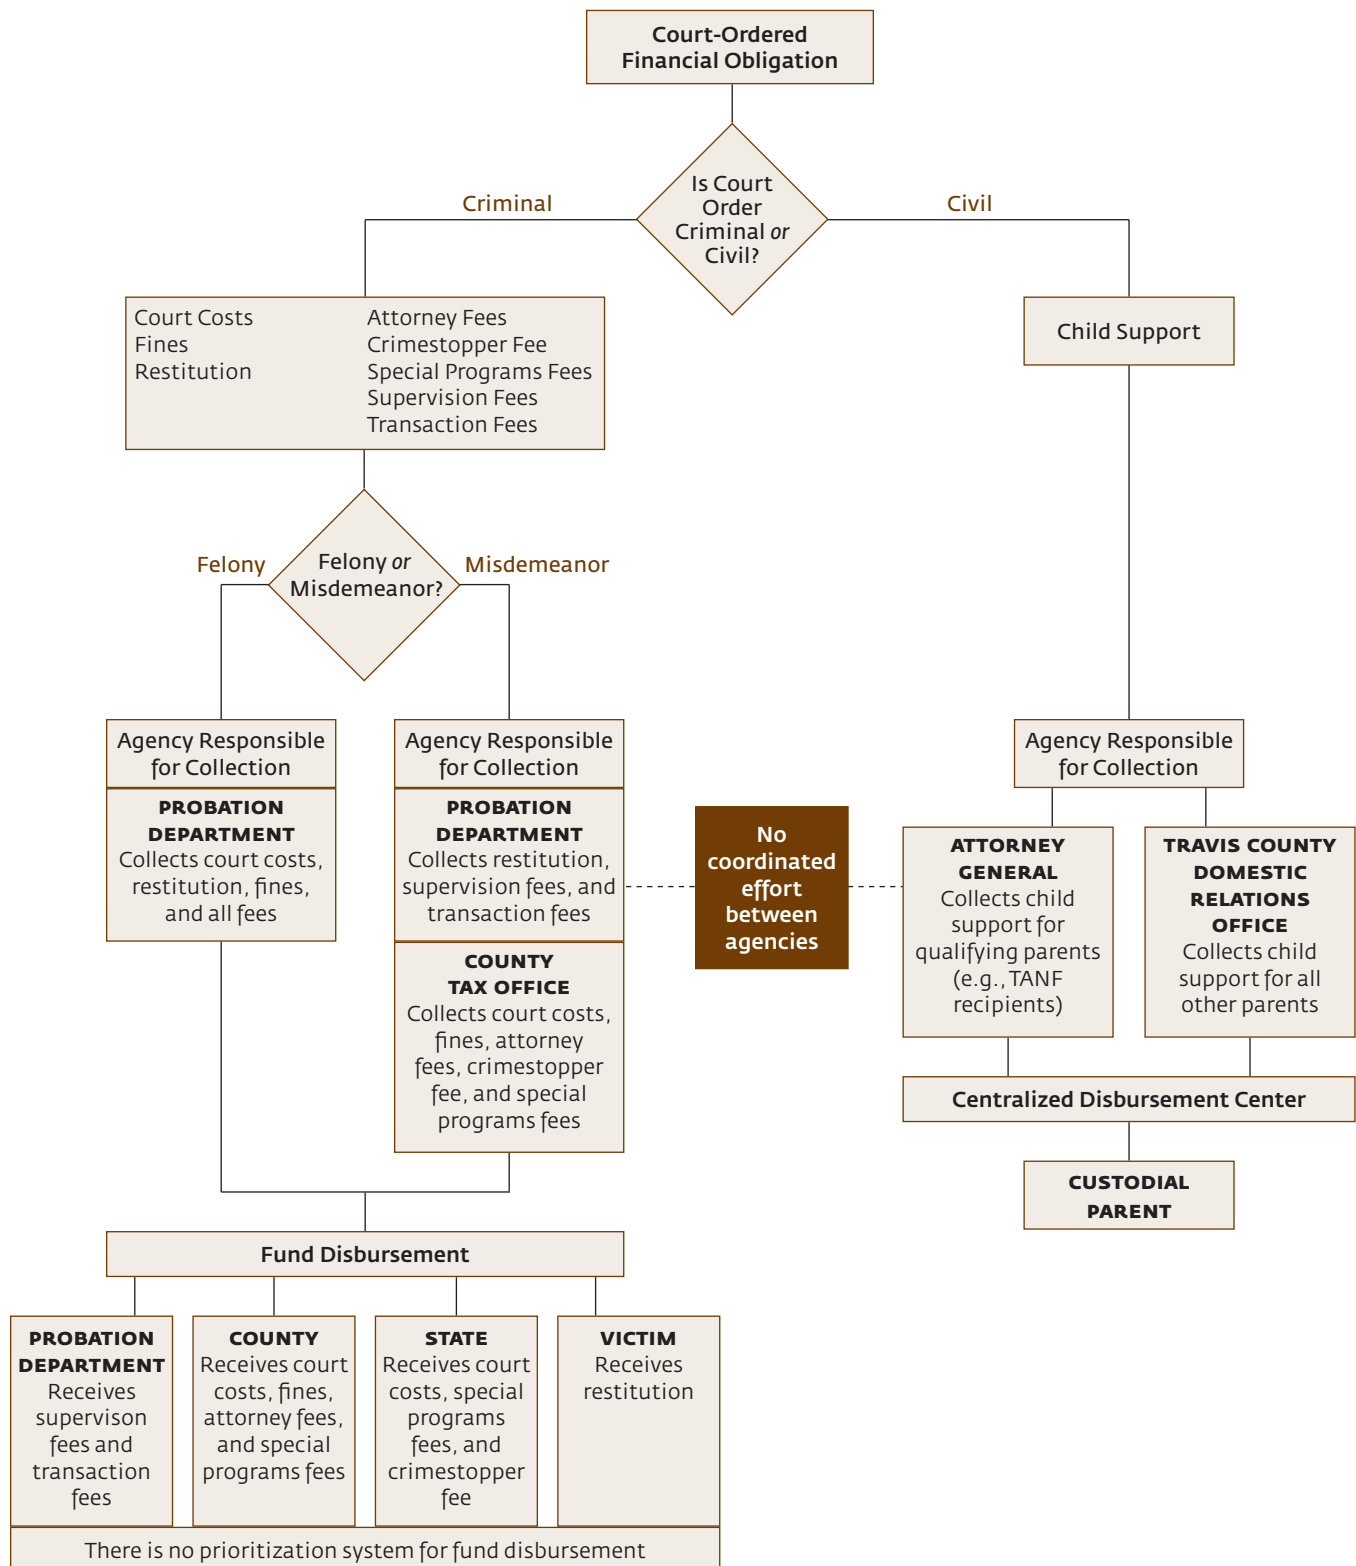 Court-Ordered
Financial Obligation
Is Court
Order
Criminal or
Civil?
Criminal
Civil
Court Costs
Fines
Restitution
Attorney Fees
Crimestopper Fee
Special Programs Fees
Supervision Fees
Transaction Fees
Child Support
Felony or
Misdemeanor?
Felony
Misdemeanor
Agency Responsible
for Collection
PROBATION
DEPARTMENT
Collects court costs,
restitution, fines,
and all fees
Agency Responsible
for Collection
PROBATION
DEPARTMENT
Collects restitution,
supervision fees, and
transaction fees
COUNTY
TAX OFFICE
Collects court costs,
fines, attorney
fees, crimestopper
fee, and special
programs fees
No
coordinated
effort
between
agencies
Agency Responsible
for Collection
ATTORNEY
GENERAL
Collects child
support for
qualifying parents
(e.g., TANF
recipients)
TRAVIS COUNTY
DOMESTIC
RELATIONS
OFFICE
Collects child
support for all
other parents
Centralized Disbursement Center
CUSTODIAL
PARENT
Fund Disbursement
PROBATION
DEPARTMENT
Receives
supervison
fees and
transaction
fees
COUNTY
Receives court
costs, fines,
attorney fees,
and special
programs fees
STATE
Receives court
costs, special
programs
fees, and
crimestopper
fee
VICTIM
Receives
restitution
There is no prioritization system for fund disbursement